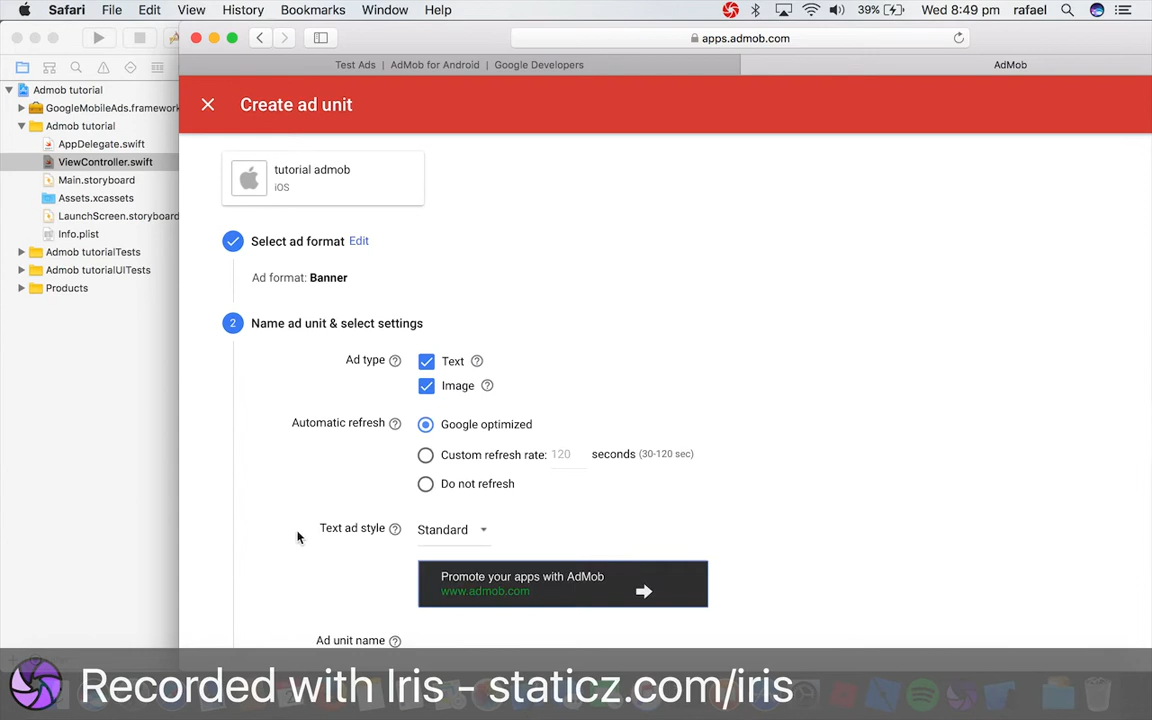 Safari File Edit View History Bookmarks Window Help 39% Wed 8:49 pm rafael
apps.admob.com
Test Ads | AdMob for Android | Google Developers
AdMob
Admob tutorial
GoogleMobileAds.framework
Admob tutorial
AppDelegate.swift
ViewController.swift
Main.storyboard
Assets.xcassets
LaunchScreen.storyboard
Info.plist
Admob tutorialTests
Admob tutorialUITests
Products
Create ad unit
tutorial admob
iOS
Select ad format Edit
Ad format: Banner
2 Name ad unit & select settings
Ad type ? Text ?
Image ?
Automatic refresh ? Google optimized
Custom refresh rate: 120 seconds (30-120 sec)
Do not refresh
Text ad style ? Standard
Promote your apps with AdMob
www.admob.com
Ad unit name ?
Recorded with Iris - staticz.com/iris